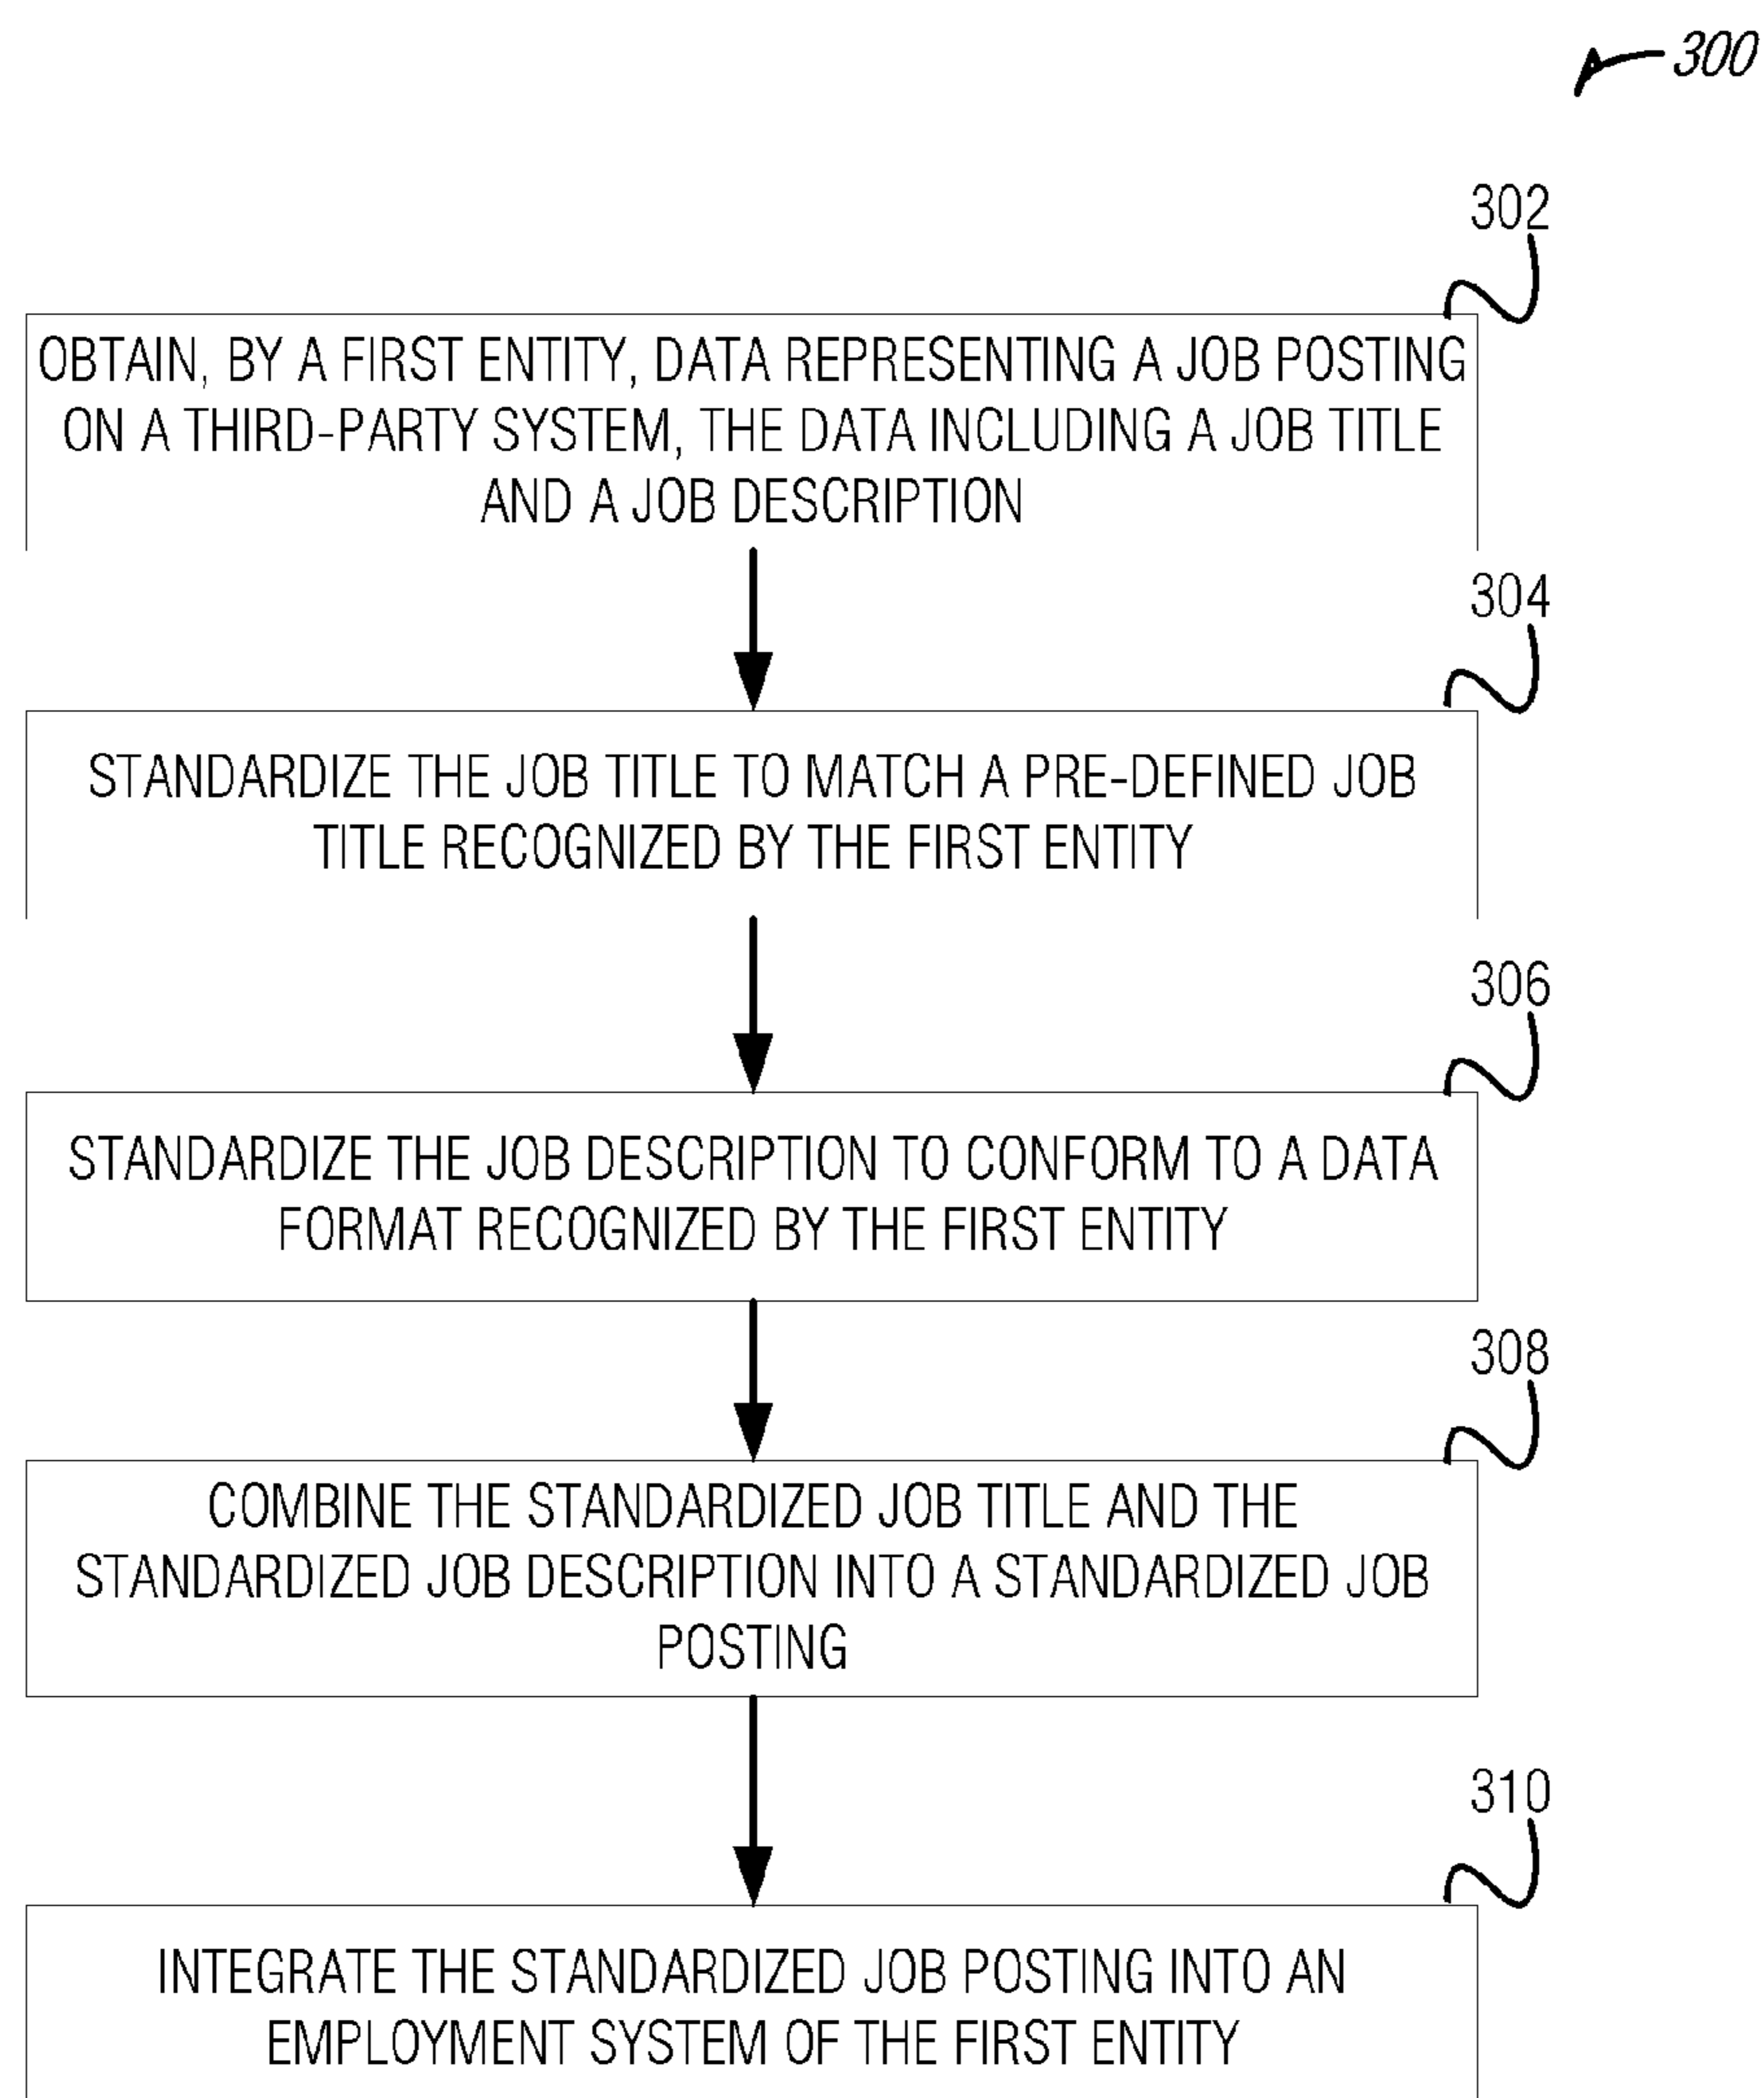 300
302
OBTAIN, BY A FIRST ENTITY, DATA REPRESENTING A JOB POSTING
ON A THIRD-PARTY SYSTEM, THE DATA INCLUDING A JOB TITLE
AND A JOB DESCRIPTION
304
STANDARDIZE THE JOB TITLE TO MATCH A PRE-DEFINED JOB
TITLE RECOGNIZED BY THE FIRST ENTITY
306
STANDARDIZE THE JOB DESCRIPTION TO CONFORM TO A DATA
FORMAT RECOGNIZED BY THE FIRST ENTITY
308
COMBINE THE STANDARDIZED JOB TITLE AND THE
STANDARDIZED JOB DESCRIPTION INTO A STANDARDIZED JOB
POSTING
310
INTEGRATE THE STANDARDIZED JOB POSTING INTO AN
EMPLOYMENT SYSTEM OF THE FIRST ENTITY